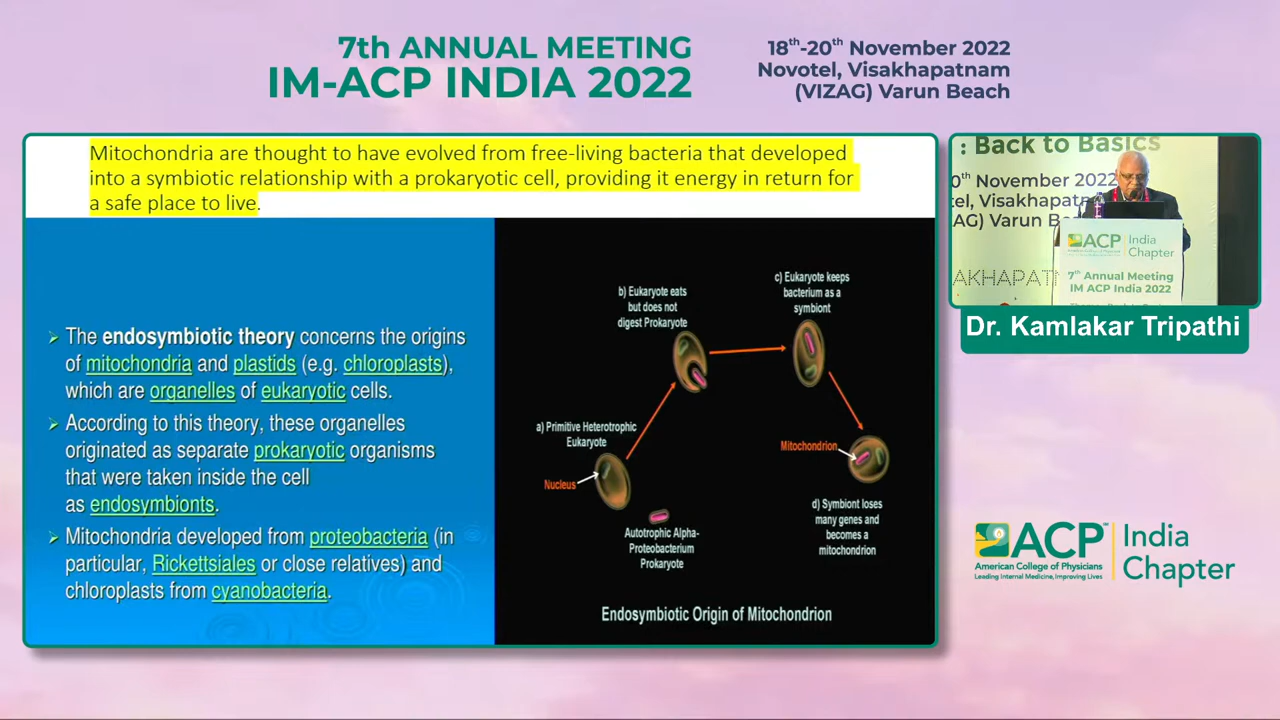 7th ANNUAL MEETING
IM-ACP INDIA 2022
18th-20th November 2022
Novotel, Visakhapatnam
(VIZAG) Varun Beach
Mitochondria are thought to have evolved from free-living bacteria that developed
into a symbiotic relationship with a prokaryotic cell, providing it energy in return for
a safe place to live.
The endosymbiotic theory concerns the origins
of mitochondria and plastids (e.g. chloroplasts),
which are organelles of eukaryotic cells.
According to this theory, these organelles
originated as separate prokaryotic organisms
that were taken inside the cell
as endosymbionts.
Mitochondria developed from proteobacteria (in
particular, Rickettsiales or close relatives) and
chloroplasts from cyanobacteria.
a) Primitive Heterotrophic
Eukaryote
Nucleus
Autotrophic Alpha-
Proteobacterium
Prokaryote
b) Eukaryote eats
but does not
digest Prokaryote
c) Eukaryote keeps
bacterium as a
symbiont
Mitochondrion
d) Symbiont loses
many genes and
becomes a
mitochondrion
Endosymbiotic Origin of Mitochondrion
: Back to Basics
0th November 2022
tel, Visakhapatn
AG) Varun B
AKHAPATN
ACP India
Chapter
7th Annual Meeting
IM ACP India 2022
Dr. Kamlakar Tripathi
ACP™ India
Chapter
American College of Physicians
Leading Internal Medicine, Improving Lives